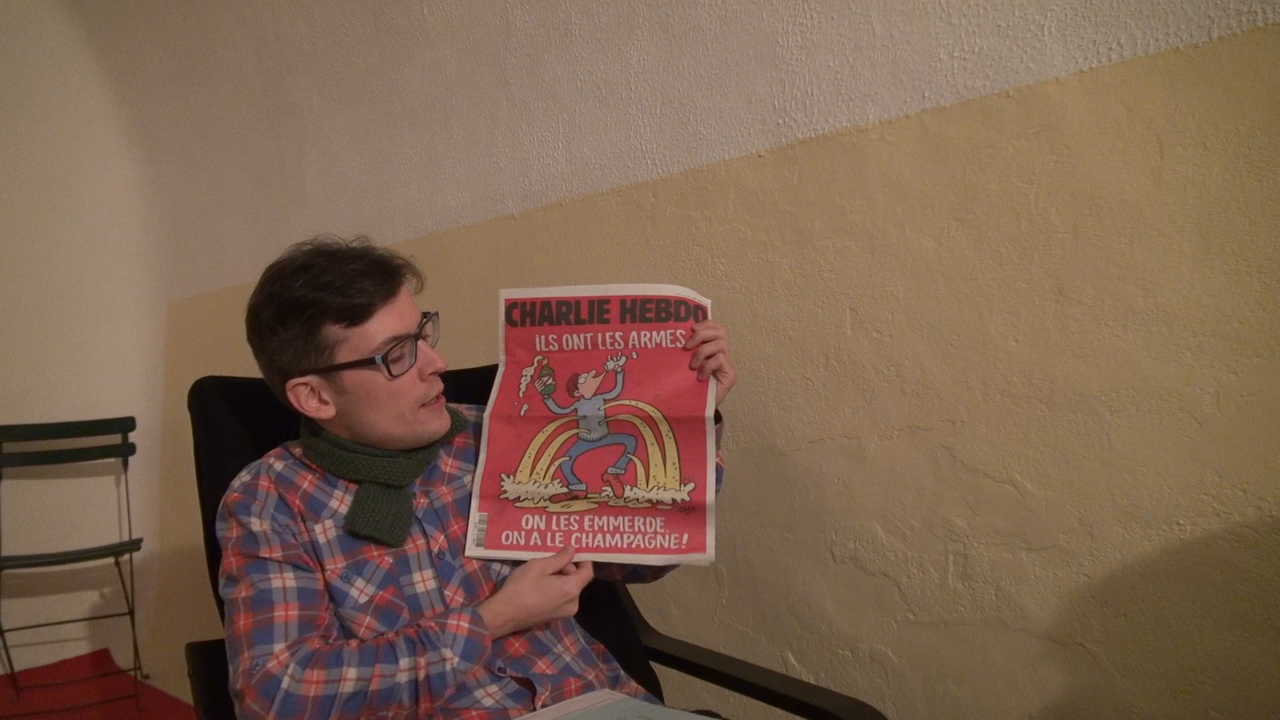 CHARLIE HEBDO
ILS ONT LES ARMES
ON LES EMMERDE,
ON A LE CHAMPAGNE!